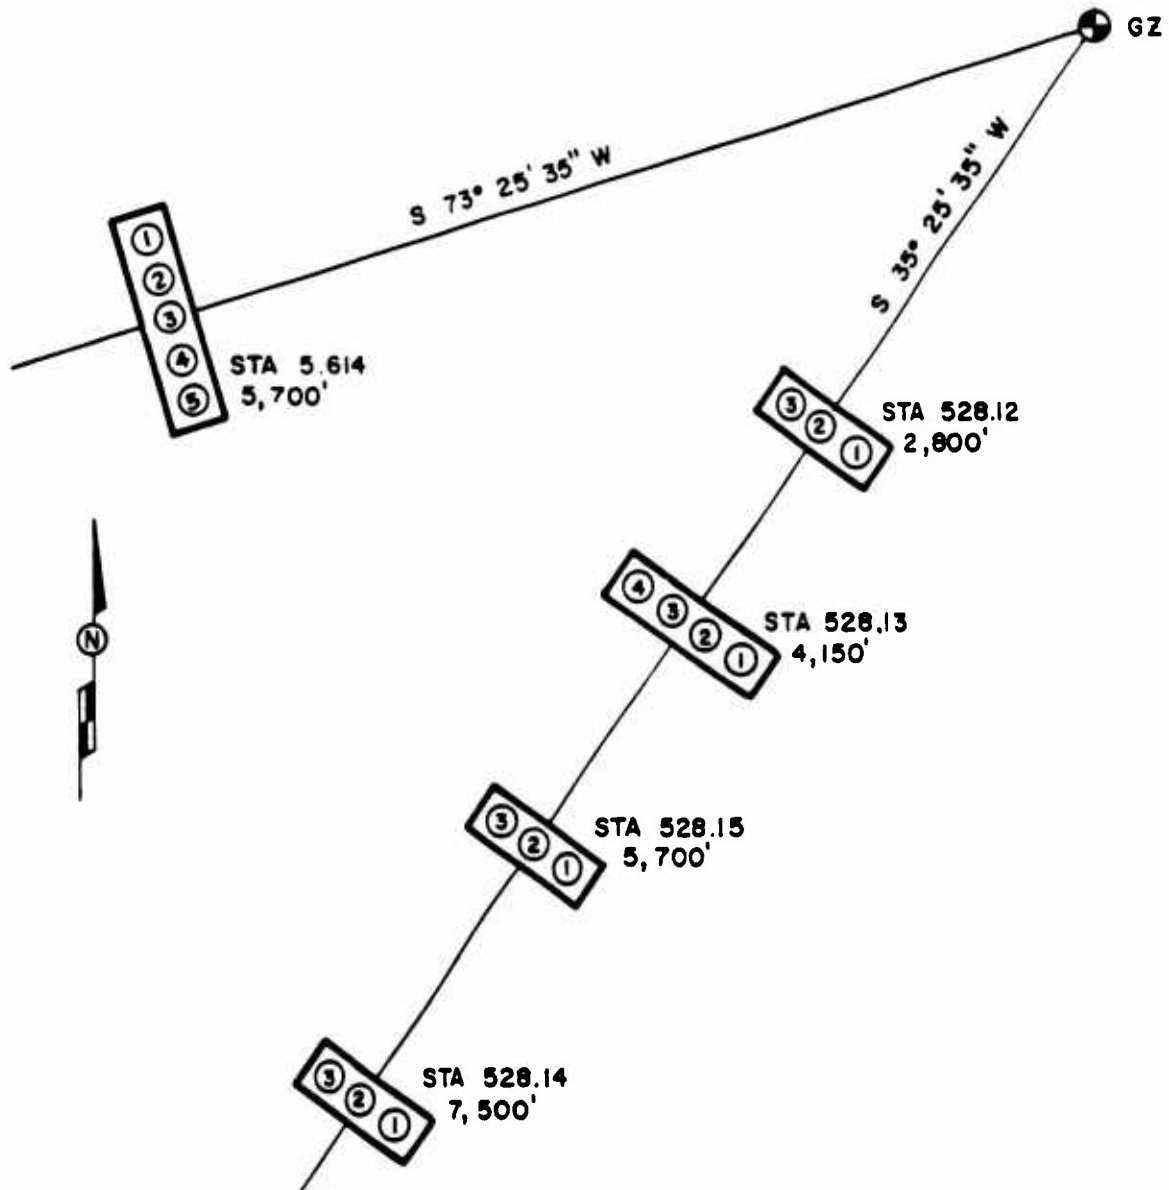 GZ
S 73° 25' 35" W
S 35° 25' 35" W
1
2
3
4
5
STA 5.614
5,700'
3 2 1
STA 528.12
2,800'
N
4 3 2 1
STA 528.13
4,150'
3 2 1
STA 528.15
5,700'
3 2 1
STA 528.14
7,500'